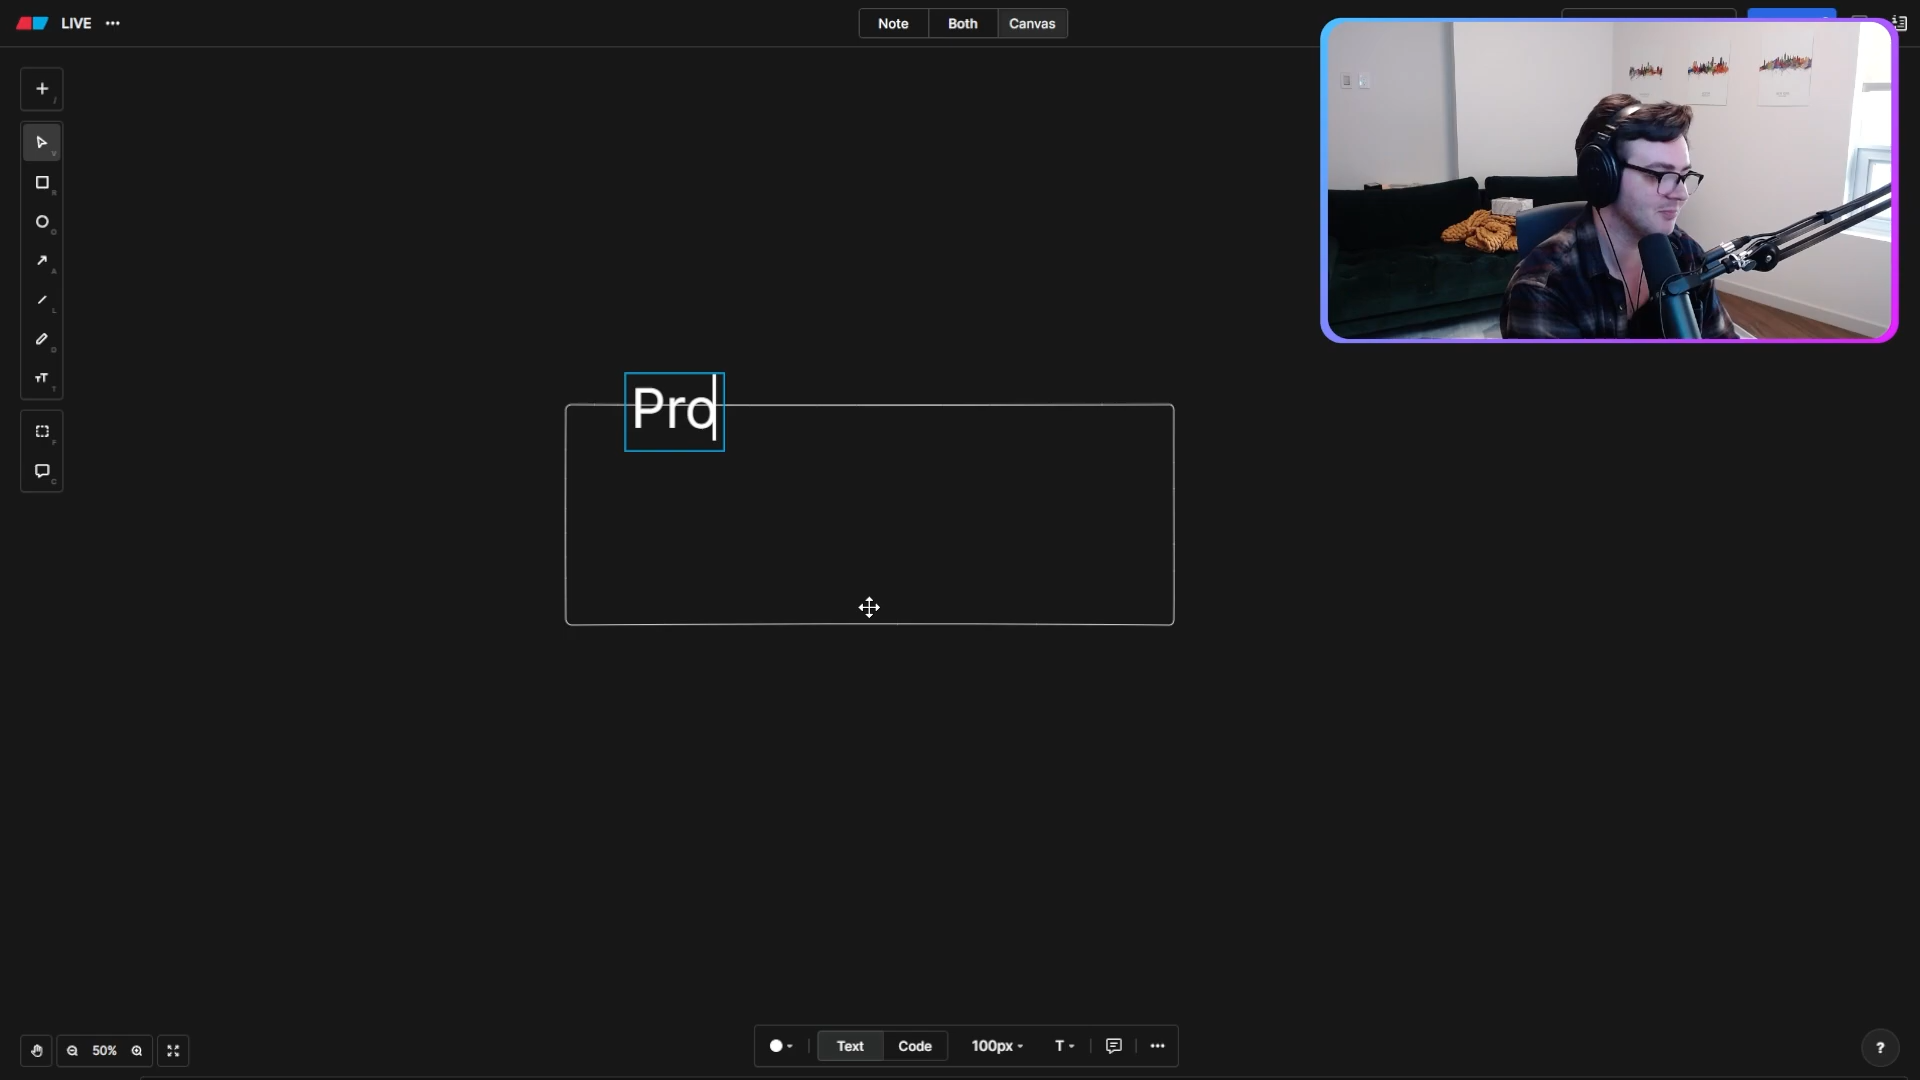 LIVE
Note
Both
Canvas
Pro
50%
Text
Code
100px
T
?